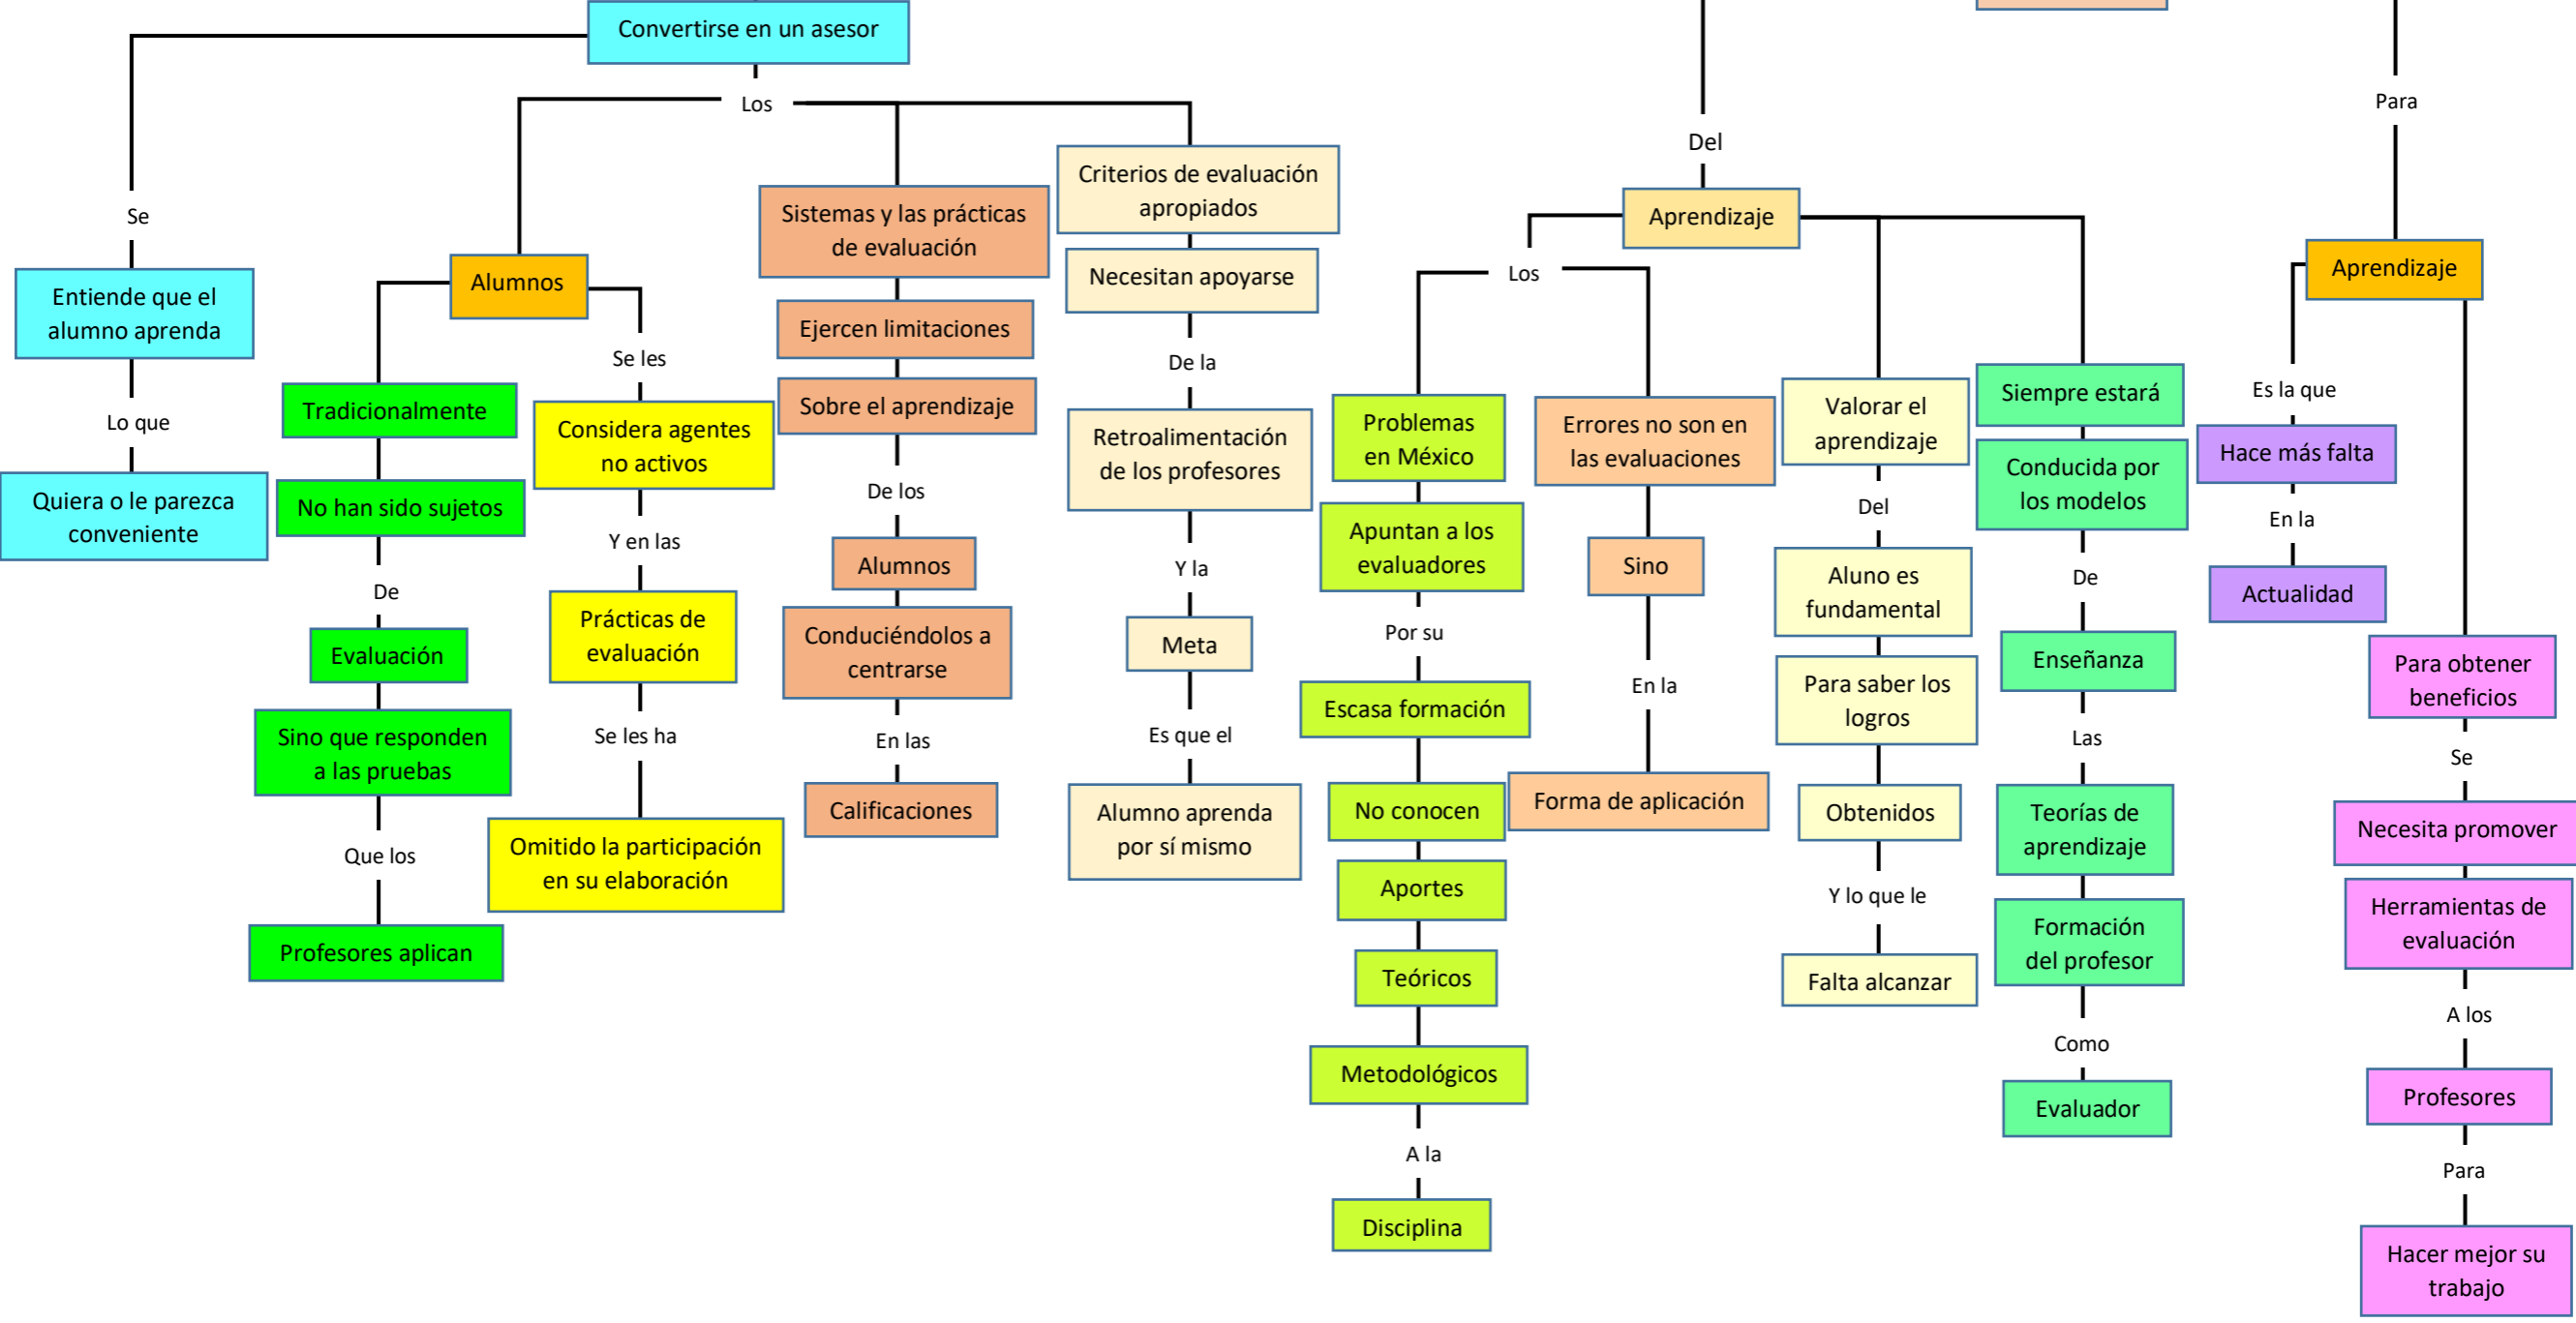 Convertirse en un asesor
Se
Entiende que el
alumno aprenda
Lo que
Quiera o le parezca
conveniente
Los
Alumnos
Tradicionalmente
No han sido sujetos
De
Evaluación
Sino que responden
a las pruebas
Que los
Profesores aplican
Se les
Considera agentes
no activos
Y en las
Prácticas de
evaluación
Se les ha
Omitido la participación
en su elaboración
Sistemas y las prácticas
de evaluación
Ejercen limitaciones
Sobre el aprendizaje
De los
Alumnos
Conduciéndolos a
centrarse
En las
Calificaciones
Criterios de evaluación
apropiados
Necesitan apoyarse
De la
Retroalimentación
de los profesores
Y la
Meta
Es que el
Alumno aprenda
por sí mismo
Del
Aprendizaje
Los
Problemas
en México
Apuntan a los
evaluadores
Por su
Escasa formación
No conocen
Aportes
Teóricos
Metodológicos
A la
Disciplina
Errores no son en
las evaluaciones
Sino
En la
Forma de aplicación
Valorar el
aprendizaje
Del
Aluno es
fundamental
Para saber los
logros
Obtenidos
Y lo que le
Falta alcanzar
Siempre estará
Conducida por
los modelos
De
Enseñanza
Las
Teorías de
aprendizaje
Formación
del profesor
Como
Evaluador
Para
Aprendizaje
Es la que
Hace más falta
En la
Actualidad
Para obtener
beneficios
Se
Necesita promover
Herramientas de
evaluación
A los
Profesores
Para
Hacer mejor su
trabajo